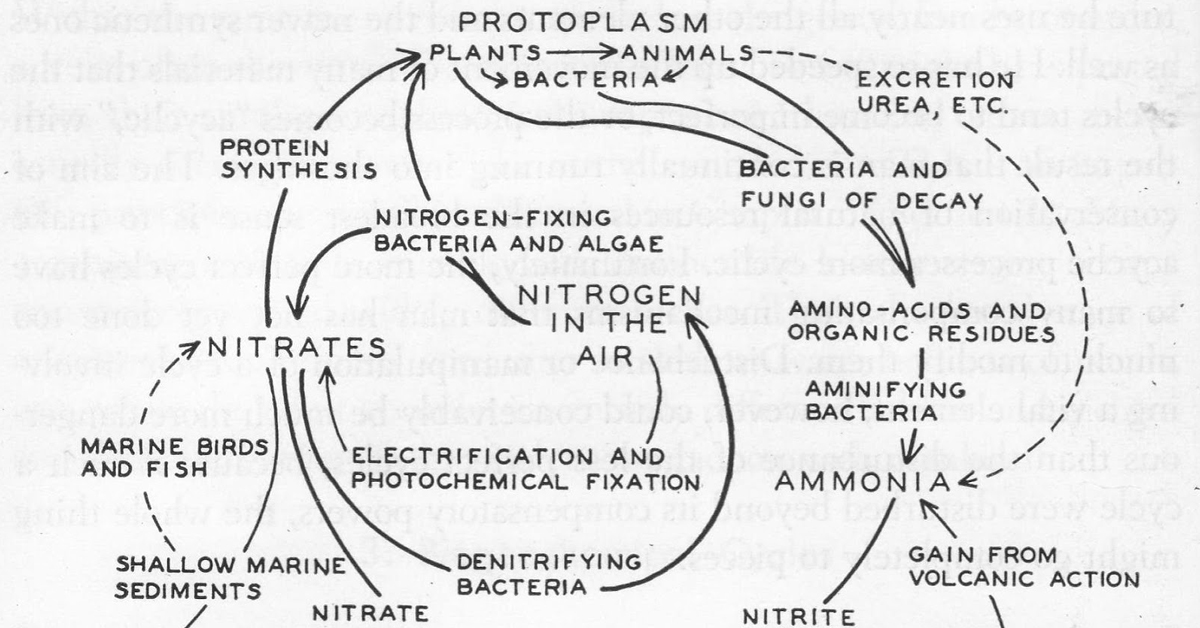 PROTOPLASM
PLANTS ANIMALS
BACTERIA
EXCRETION
UREA, ETC.
PROTEIN
SYNTHESIS
BACTERIA AND
FUNGI OF DECAY
NITROGEN-FIXING
BACTERIA AND ALGAE
NITROGEN
IN THE
AIR
AMINO ACIDS AND
ORGANIC RESIDUES
NITRATES
AMINIFYING
BACTERIA
MARINE BIRDS
AND FISH
ELECTRIFICATION AND
PHOTOCHEMICAL FIXATION
AMMONIA
SHALLOW MARINE
SEDIMENTS
DENITRIFYING
BACTERIA
GAIN FROM
VOLCANIC ACTION
NITRATE
NITRITE